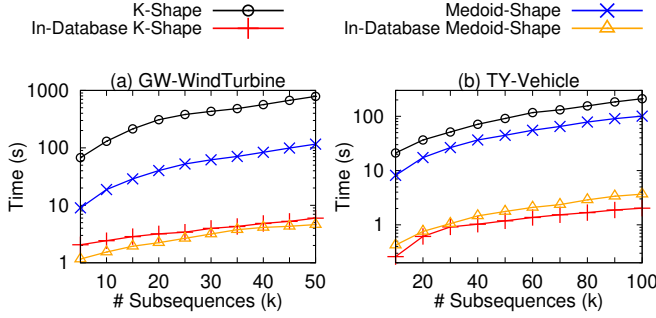 K-Shape
In-Database K-Shape
Medoid-Shape
In-Database Medoid-Shape
(a) GW-WindTurbine
Time (s)
1000
100
10
1
10 20 30 40 50
# Subsequences (k)
(b) TY-Vehicle
Time (s)
100
10
1
20 40 60 80 100
# Subsequences (k)